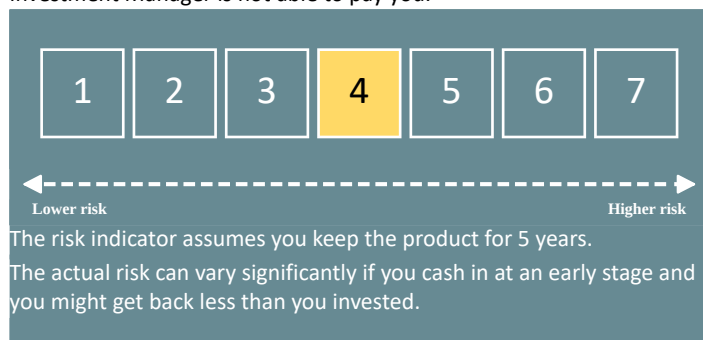 investment manager is not able to pay you.
1 2 3 4 5 6 7
Lower risk Higher risk
The risk indicator assumes you keep the product for 5 years.
The actual risk can vary significantly if you cash in at an early stage and
you might get back less than you invested.